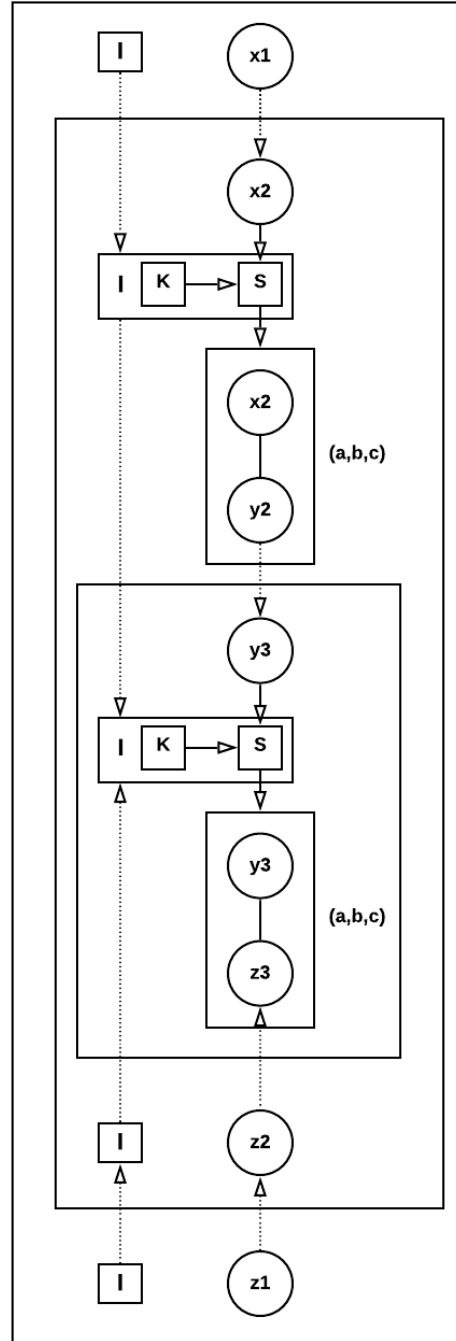 I x1
x2
I K S
x2
(a,b,c)
y2
y3
I K S
y3
(a,b,c)
z3
I z2
I z1